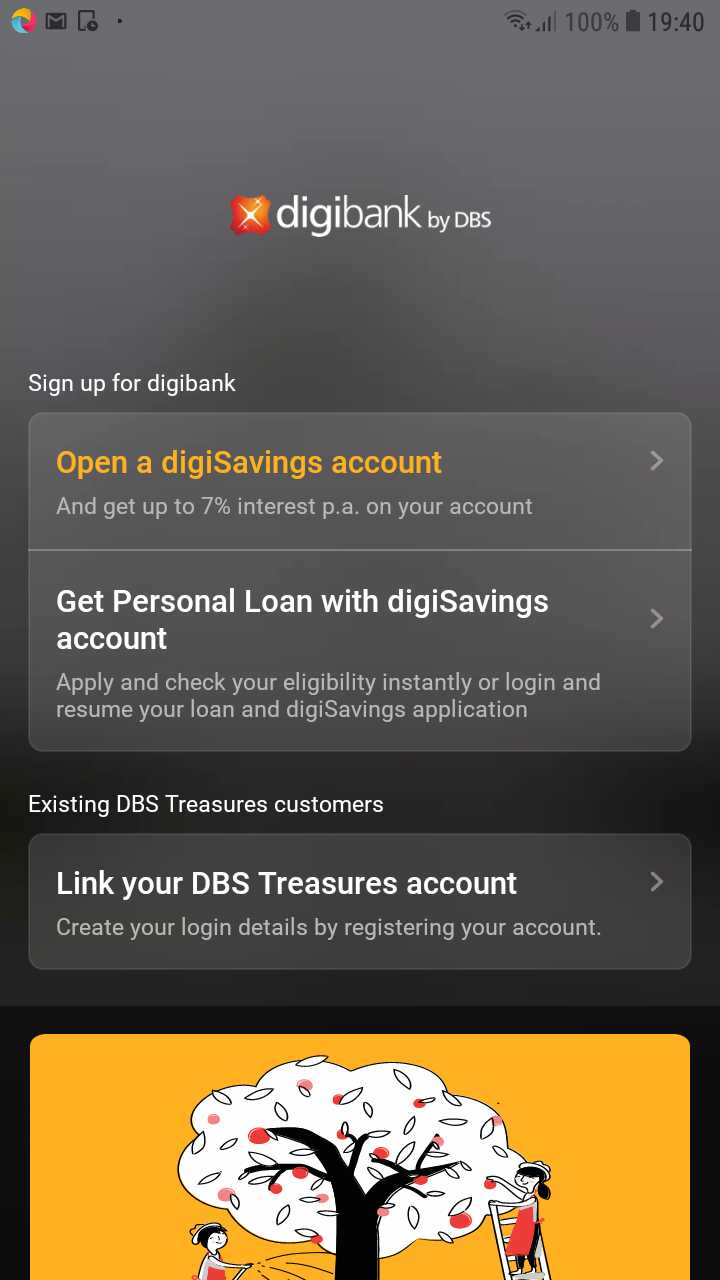 100% 19:40
digibank by DBS
Sign up for digibank
Open a digiSavings account
And get up to 7% interest p.a. on your account
Get Personal Loan with digiSavings
account
Apply and check your eligibility instantly or login and
resume your loan and digiSavings application
Existing DBS Treasures customers
Link your DBS Treasures account
Create your login details by registering your account.